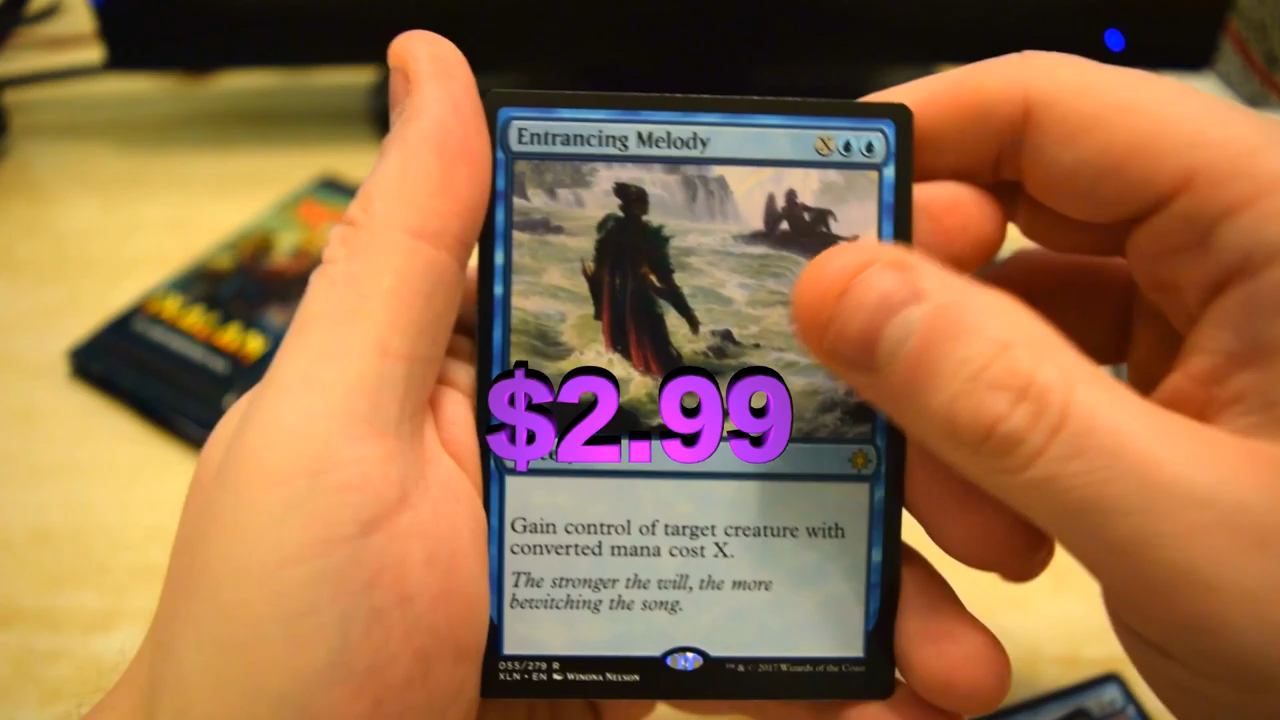 Entrancing Melody
X
$2.99
Gain control of target creature with
converted mana cost X.
The stronger the will, the more
bewitching the song.
055/279 R
XLN • EN Winona Nelson
™ & © 2017 Wizards of the Coast